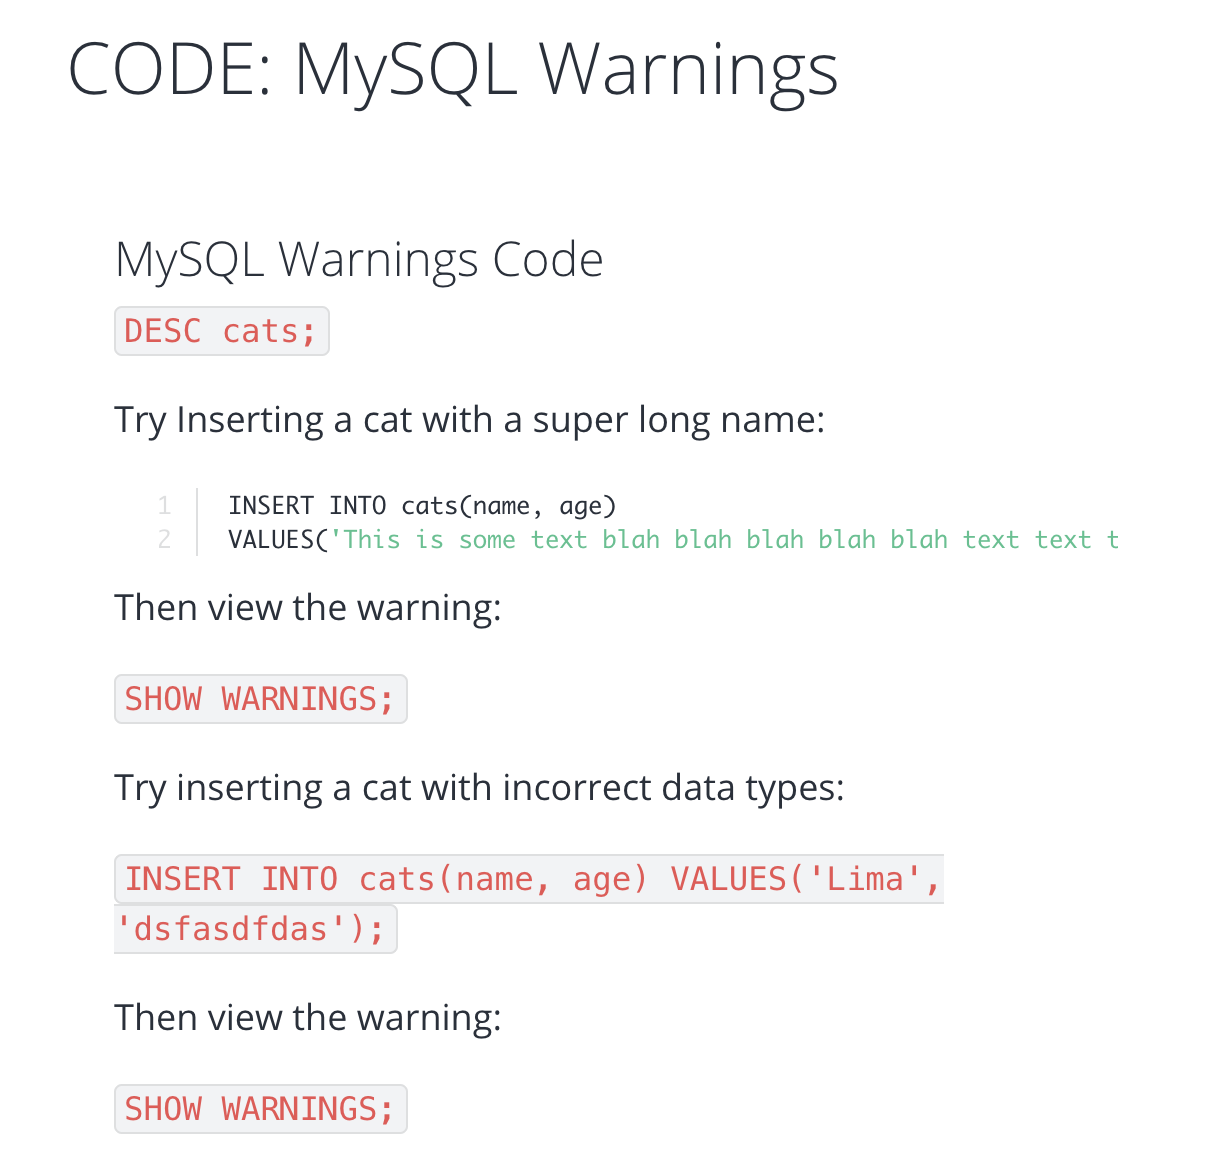 CODE: MySQL Warnings
MySQL Warnings Code
DESC cats;
Try Inserting a cat with a super long name:
1 INSERT INTO cats(name, age)
2 VALUES('This is some text blah blah blah blah blah text text t
Then view the warning:
SHOW WARNINGS;
Try inserting a cat with incorrect data types:
INSERT INTO cats(name, age) VALUES('Lima',
'dsfasdfdas');
Then view the warning:
SHOW WARNINGS;